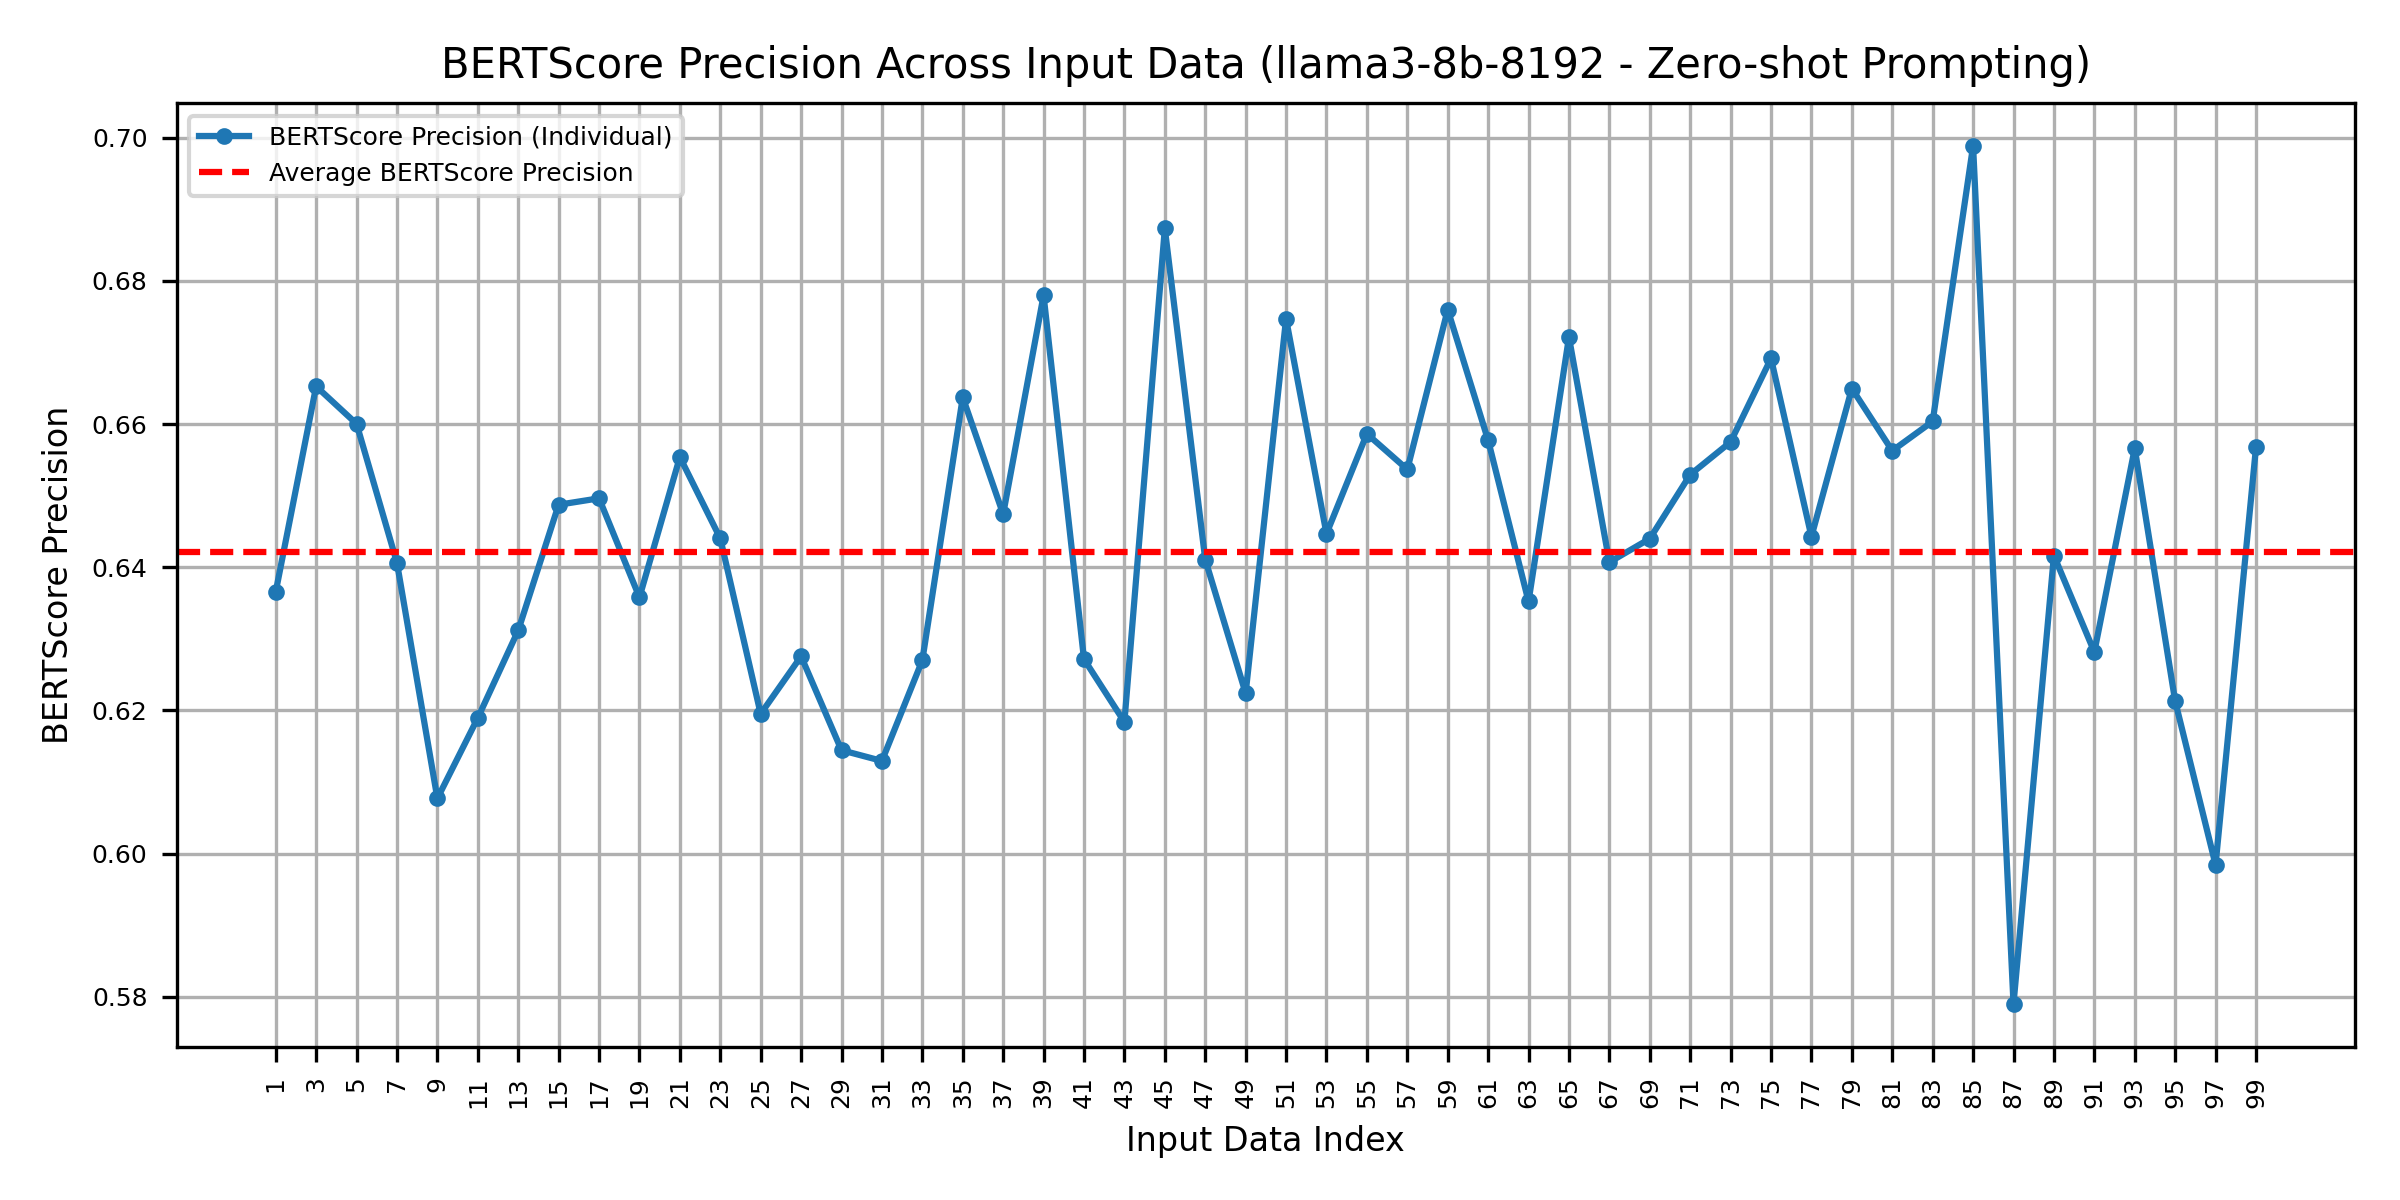 BERTScore Precision Across Input Data (llama3-8b-8192 - Zero-shot Prompting)
BERTScore Precision (Individual)
Average BERTScore Precision
BERTScore Precision
0.70
0.68
0.66
0.64
0.62
0.60
0.58
1 3 5 7 9 11 13 15 17 19 21 23 25 27 29 31 33 35 37 39 41 43 45 47 49 51 53 55 57 59 61 63 65 67 69 71 73 75 77 79 81 83 85 87 89 91 93 95 97 99
Input Data Index